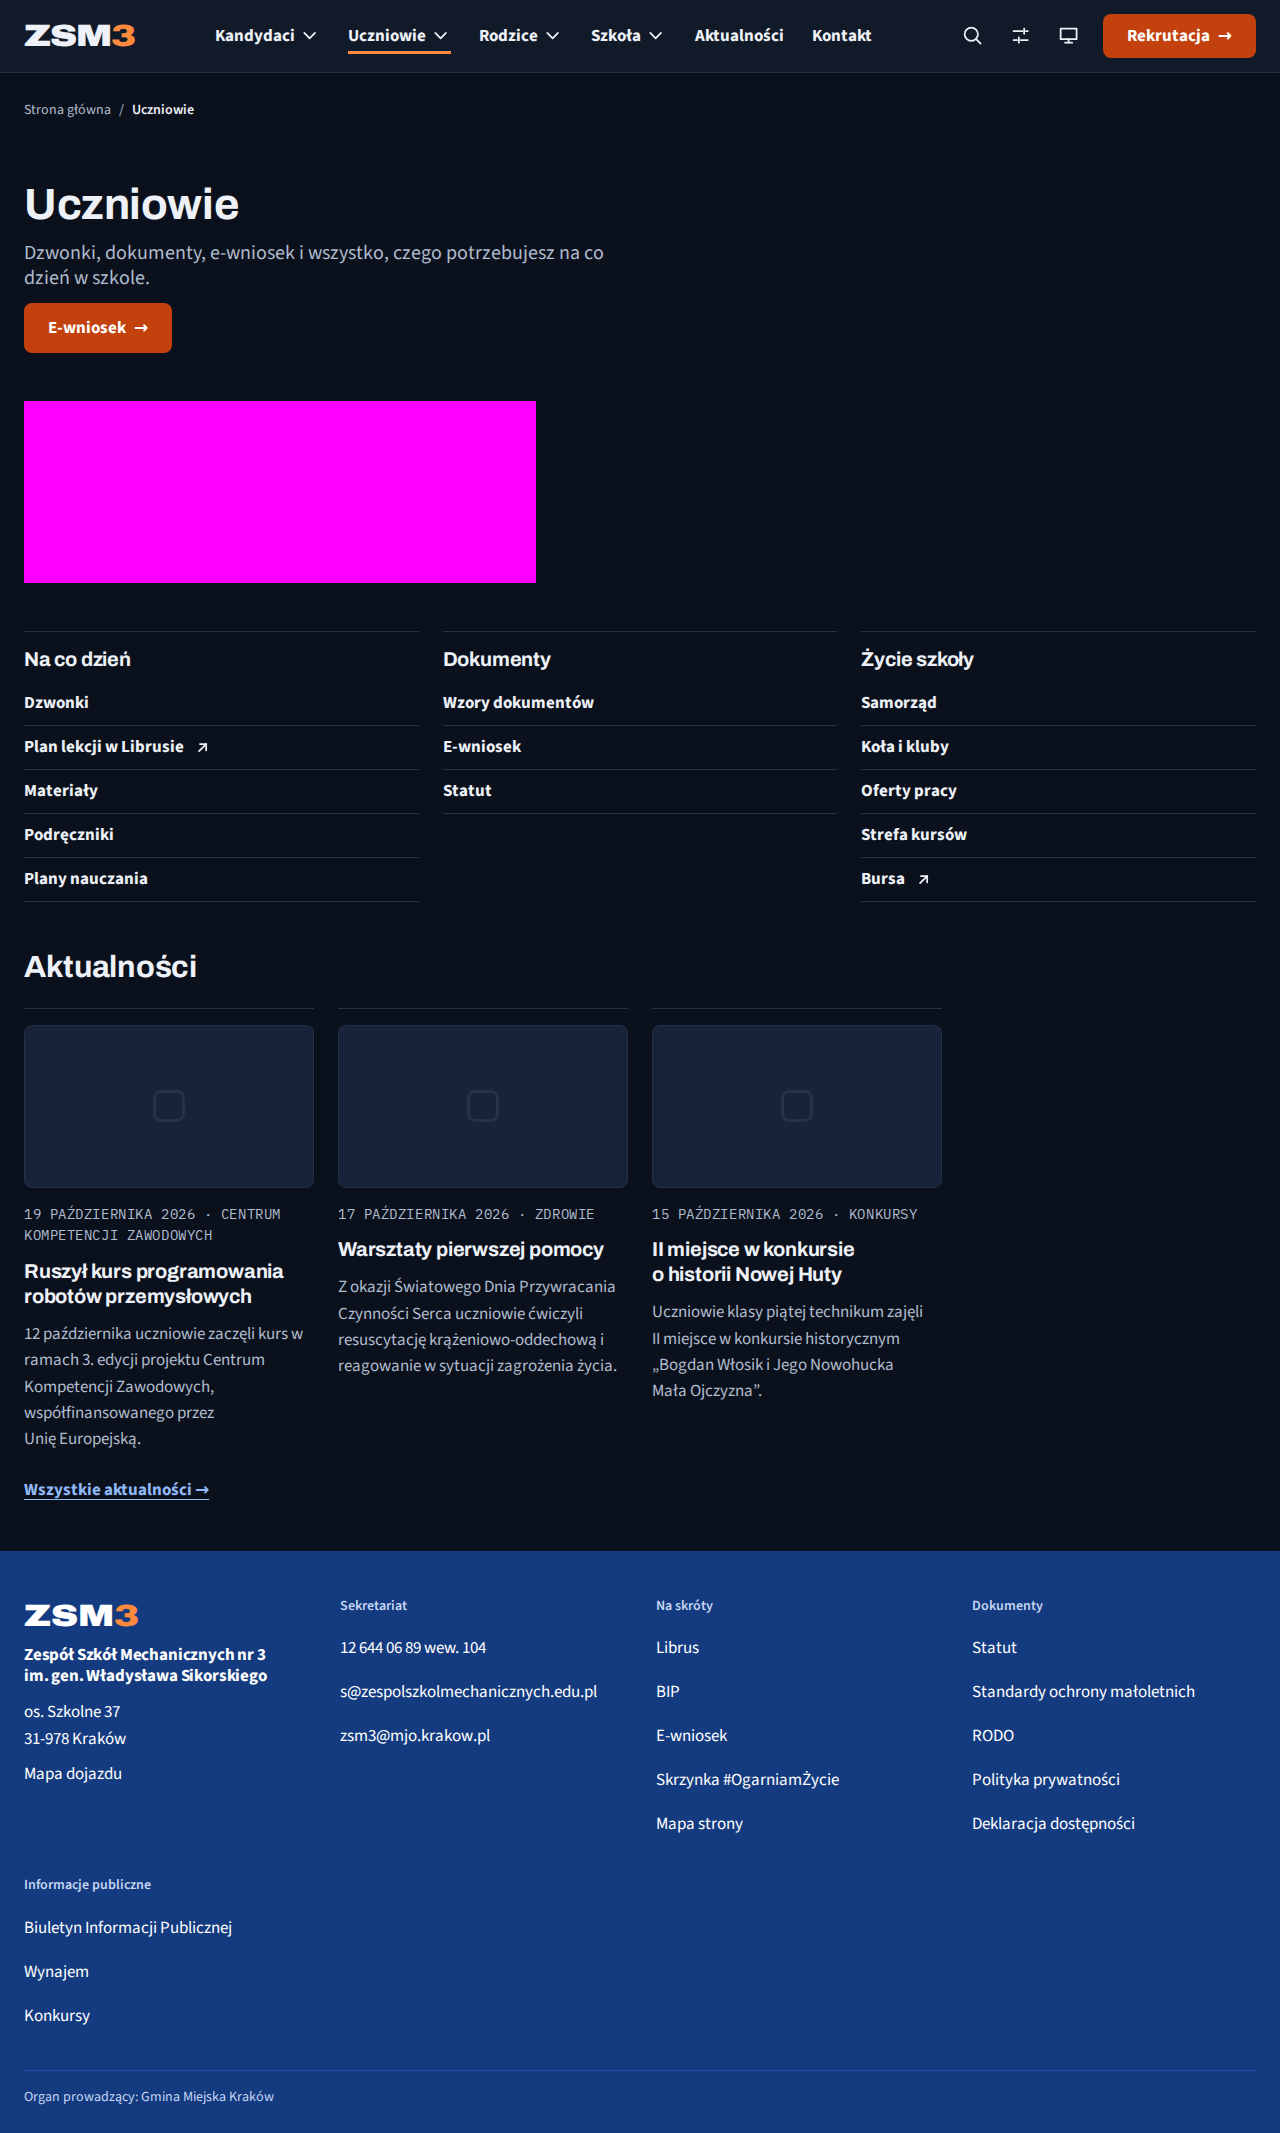 ZSM3
Kandydaci
Uczniowie
Rodzice
Szkoła
Aktualności
Kontakt
Rekrutacja →
Strona główna / Uczniowie
Uczniowie
Dzwonki, dokumenty, e-wniosek i wszystko, czego potrzebujesz na co
dzień w szkole.
E-wniosek →
Na co dzień
Dzwonki
Plan lekcji w Librusie ↗
Materiały
Podręczniki
Plany nauczania
Dokumenty
Wzory dokumentów
E-wniosek
Statut
Życie szkoły
Samorząd
Koła i kluby
Oferty pracy
Strefa kursów
Bursa ↗
Aktualności
19 PAŹDZIERNIKA 2026 · CENTRUM
KOMPETENCJI ZAWODOWYCH
Ruszył kurs programowania
robotów przemysłowych
12 października uczniowie zaczęli kurs w
ramach 3. edycji projektu Centrum
Kompetencji Zawodowych,
współfinansowanego przez
Unię Europejską.
17 PAŹDZIERNIKA 2026 · ZDROWIE
Warsztaty pierwszej pomocy
Z okazji Światowego Dnia Przywracania
Czynności Serca uczniowie ćwiczyli
resuscytację krążeniowo-oddechową i
reagowanie w sytuacji zagrożenia życia.
15 PAŹDZIERNIKA 2026 · KONKURSY
II miejsce w konkursie
o historii Nowej Huty
Uczniowie klasy piątej technikum zajęli
II miejsce w konkursie historycznym
„Bogdan Włosik i Jego Nowohucka
Mała Ojczyzna”.
Wszystkie aktualności →
ZSM3
Zespół Szkół Mechanicznych nr 3
im. gen. Władysława Sikorskiego
os. Szkolne 37
31-978 Kraków
Mapa dojazdu
Sekretariat
12 644 06 89 wew. 104
s@zespolszkolmechanicznych.edu.pl
zsm3@mjo.krakow.pl
Na skróty
Librus
BIP
E-wniosek
Skrzynka #OgarniamŻycie
Mapa strony
Dokumenty
Statut
Standardy ochrony małoletnich
RODO
Polityka prywatności
Deklaracja dostępności
Informacje publiczne
Biuletyn Informacji Publicznej
Wynajem
Konkursy
Organ prowadzący: Gmina Miejska Kraków